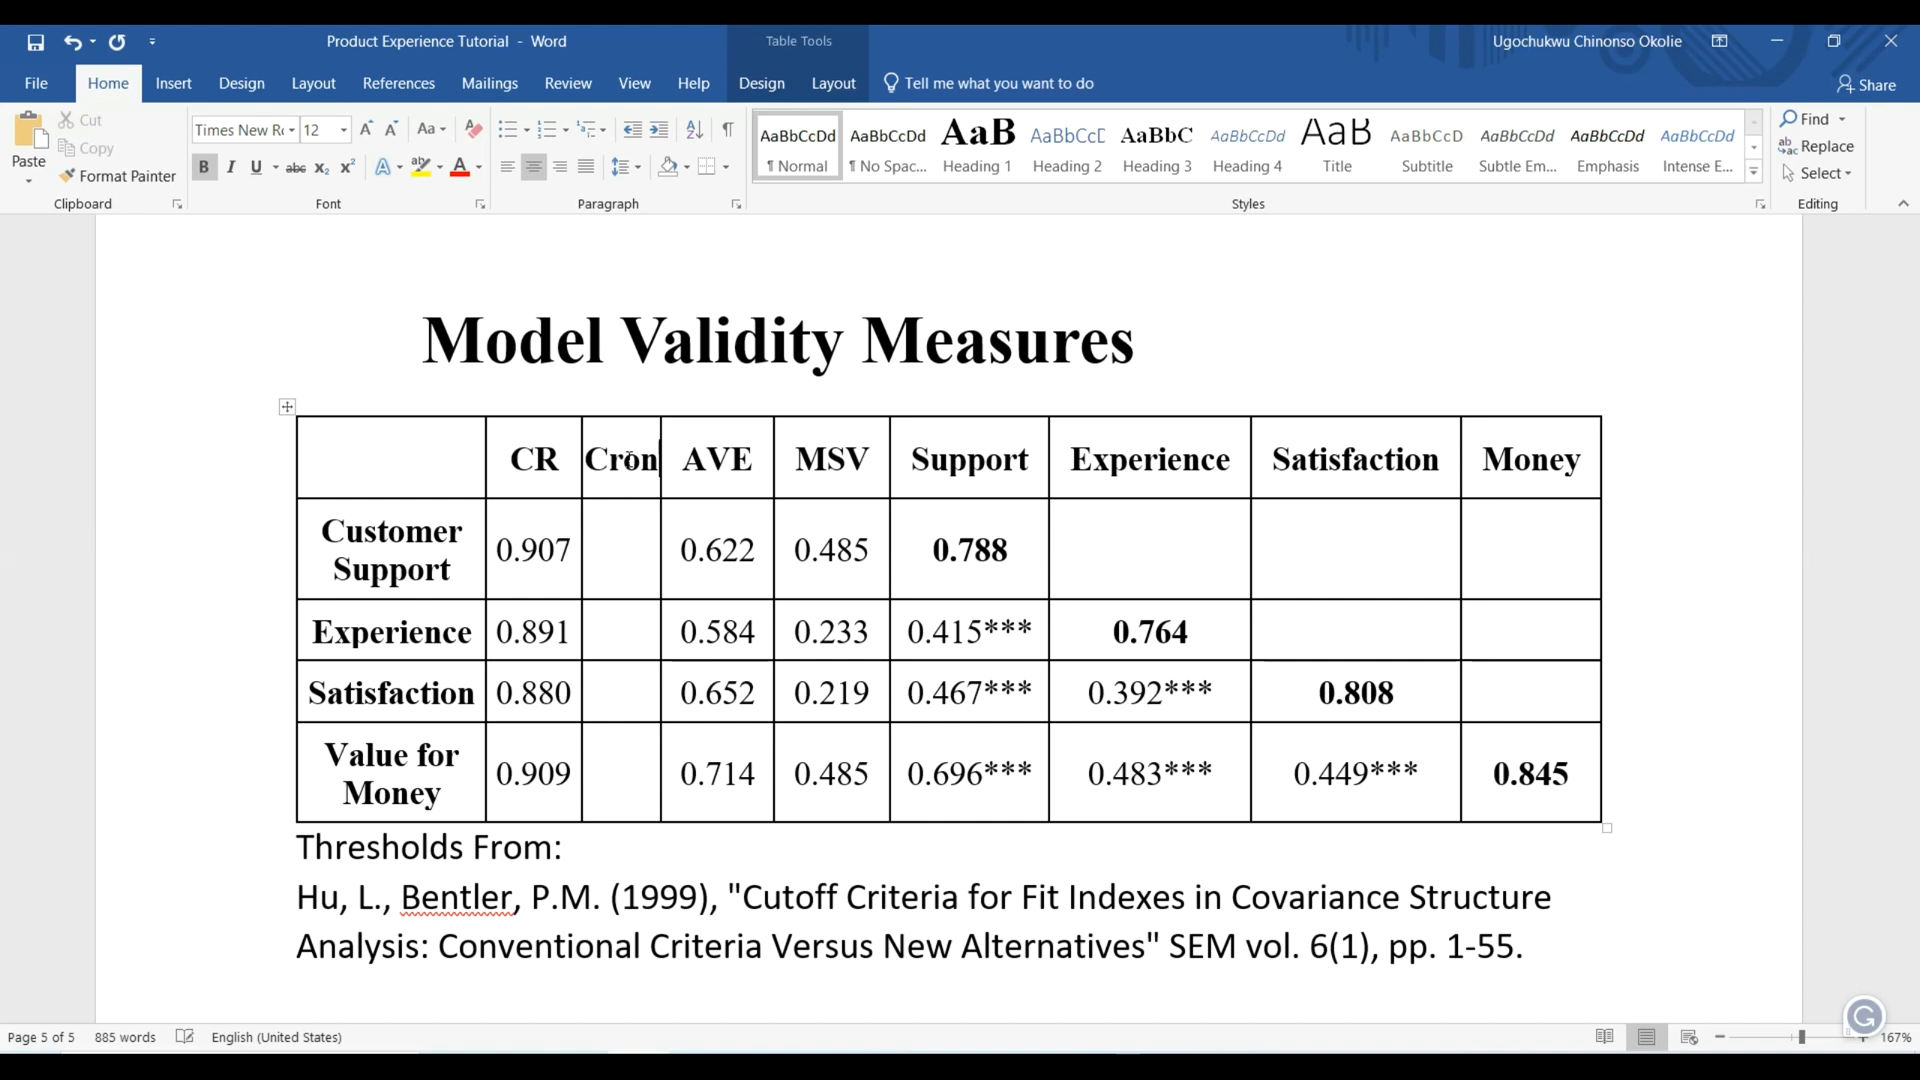 Product Experience Tutorial - Word
Table Tools
Ugochukwu Chinonso Okolie
File Home Insert Design Layout References Mailings Review View Help Design Layout Tell me what you want to do Share
Paste
Cut
Copy
Format Painter
Clipboard
Times New Ro 12 Aa
B I U abc X₂ X² A ab A
Font
Paragraph
AaBbCcDd AaBbCcDd AaB AaBbCcD AaBbC AaBbCcDd AaB AaBbCcD AaBbCcDd AaBbCcDd AaBbCcDd
¶ Normal ¶ No Spac... Heading 1 Heading 2 Heading 3 Heading 4 Title Subtitle Subtle Em... Emphasis Intense E...
Styles
Find
Replace
Select
Editing
Model Validity Measures
CR Cron AVE MSV Support Experience Satisfaction Money
Customer
Support 0.907 0.622 0.485 0.788
Experience 0.891 0.584 0.233 0.415*** 0.764
Satisfaction 0.880 0.652 0.219 0.467*** 0.392*** 0.808
Value for
Money 0.909 0.714 0.485 0.696*** 0.483*** 0.449*** 0.845
Thresholds From:
Hu, L., Bentler, P.M. (1999), "Cutoff Criteria for Fit Indexes in Covariance Structure
Analysis: Conventional Criteria Versus New Alternatives" SEM vol. 6(1), pp. 1-55.
Page 5 of 5 885 words English (United States) 167%